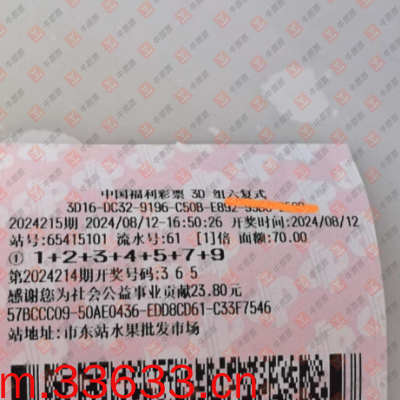 中国福利彩票 3D 组六复式
3D16-DC32-9196-C50B-E892
2024215期 2024/08/12-16:50:26 开奖时间:2024/08/12
站号:65415101 流水号:61 [1]倍 面额:70.00
① 1+2+3+4+5+7+9
第2024214期开奖号码:3 6 5
感谢您为社会公益事业贡献23.80元
57BCCC09-50AE0436-EDD8CD61-C33F7546
站地址:市东站水果批发市场
m.33633.cn